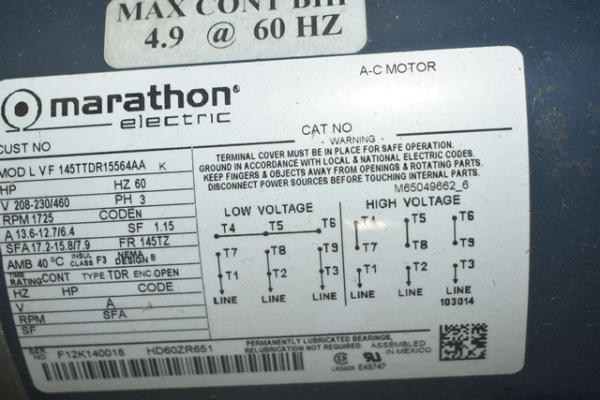 MAX CONT BHP
4.9 @ 60 HZ
A-C MOTOR
marathon®
electric
CUST NO
CAT NO
MOD L V F 145TTDR15564AA K
HP HZ 60
V 208-230/460 PH 3
RPM 1725 CODEN
A 13.6-12.7/6.4 SF 1.15
SFA 17.2-15.8/7.9 FR 145TZ
AMB 40°C INSUL CLASS F3 NEMA DESIGN B
TIME RATING CONT TYPE TDR ENC OPEN
HZ HP CODE
V A
RPM SFA
SF
- WARNING -
TERMINAL COVER MUST BE IN PLACE FOR SAFE OPERATION.
GROUND IN ACCORDANCE WITH LOCAL & NATIONAL ELECTRIC CODES.
KEEP FINGERS & OBJECTS AWAY FROM OPENINGS & ROTATING PARTS.
DISCONNECT POWER SOURCES BEFORE TOUCHING INTERNAL PARTS.
M65049662_6
LOW VOLTAGE HIGH VOLTAGE
T4 T5 T6 T4 T5 T6
T7 T8 T9 T7 T8 T9
T1 T2 T3 T1 T2 T3
LINE LINE LINE LINE LINE LINE
103014
SER NO F12K140018 HD60ZR651
PERMANENTLY LUBRICATED BEARINGS,
RELUBRICATION NOT REQUIRED.
ASSEMBLED
IN MEXICO